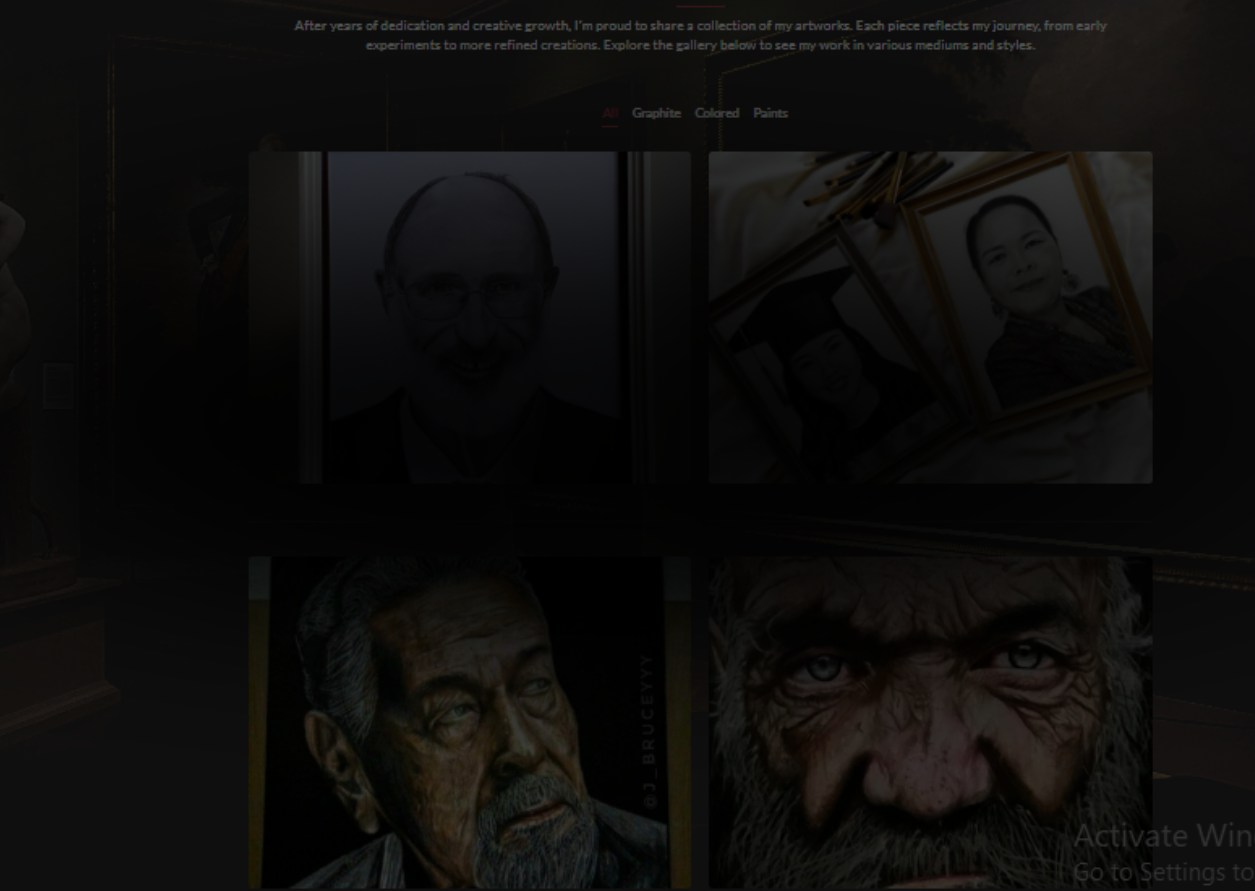 After years of dedication and creative growth, I'm proud to share a collection of my artworks. Each piece reflects my journey, from early
experiments to more refined creations. Explore the gallery below to see my work in various mediums and styles.
All Graphite Colored Paints
@J_BRUCEYYY
Activate Win
Go to Settings to